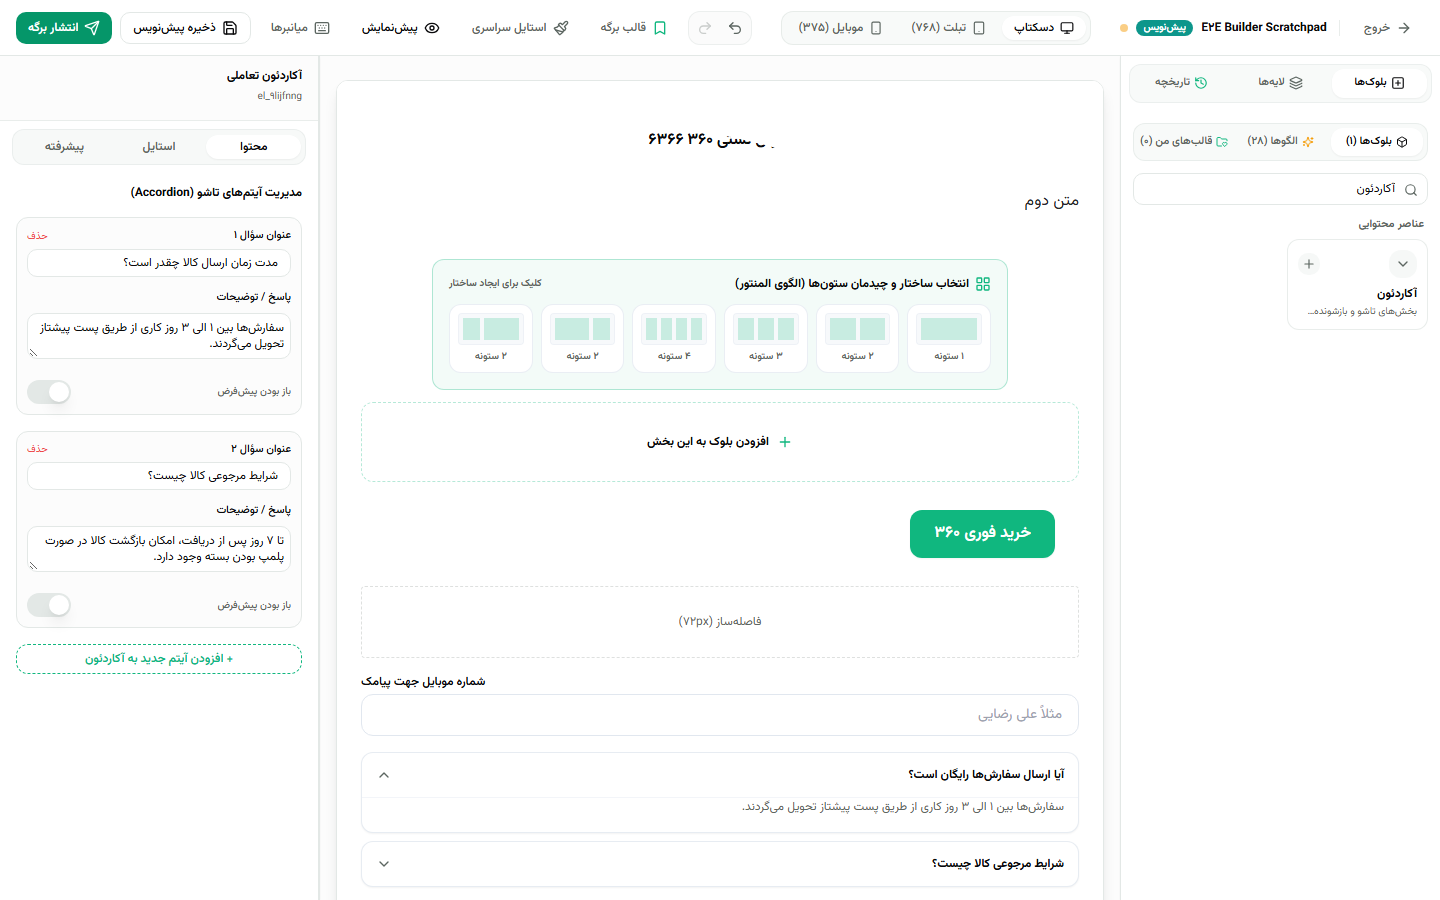 خروج
E2E Builder Scratchpad
پیش‌نویس
دسکتاپ
تبلت (۷۶۸)
موبایل (۳۷۵)
قالب برگه
استایل سراسری
پیش‌نمایش
میانبرها
ذخیره پیش‌نویس
انتشار برگه
بلوک‌ها
لایه‌ها
تاریخچه
بلوک‌ها (۱)
الگوها (۲۸)
قالب‌های من (۰)
آکاردئون
عناصر محتوایی
آکاردئون
بخش‌های تاشو و بازشونده...
تستی ۳۶۰ ۶۳۶۶
متن دوم
انتخاب ساختار و چیدمان ستون‌ها (الگوی المنتور)
کلیک برای ایجاد ساختار
۱ ستونه
۲ ستونه
۳ ستونه
۴ ستونه
۲ ستونه
۲ ستونه
افزودن بلوک به این بخش
خرید فوری ۳۶۰
فاصله‌ساز (۷۲px)
شماره موبایل جهت پیامک
مثلاً علی رضایی
آیا ارسال سفارش‌ها رایگان است؟
سفارش‌ها بین ۱ الی ۳ روز کاری از طریق پست پیشتاز تحویل می‌گردند.
شرایط مرجوعی کالا چیست؟
آکاردئون تعاملی
el_۹lijfnng
محتوا
استایل
پیشرفته
مدیریت آیتم‌های تاشو (Accordion)
عنوان سؤال ۱
حذف
مدت زمان ارسال کالا چقدر است؟
پاسخ / توضیحات
سفارش‌ها بین ۱ الی ۳ روز کاری از طریق پست پیشتاز
تحویل می‌گردند.
باز بودن پیش‌فرض
عنوان سؤال ۲
حذف
شرایط مرجوعی کالا چیست؟
پاسخ / توضیحات
تا ۷ روز پس از دریافت، امکان بازگشت کالا در صورت
پلمپ بودن بسته وجود دارد.
باز بودن پیش‌فرض
+ افزودن آیتم جدید به آکاردئون